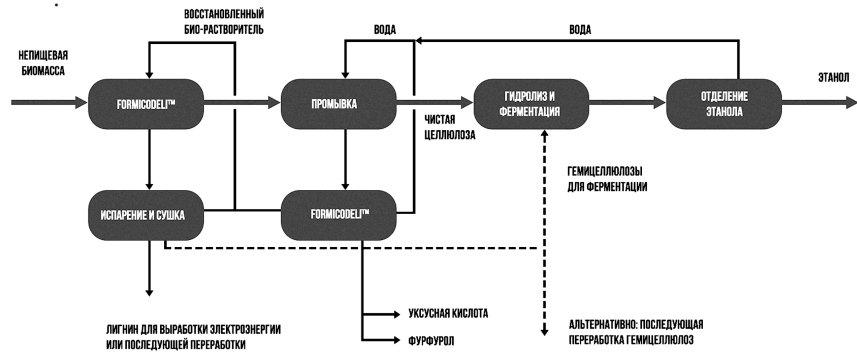 ВОССТАНОВЛЕННЫЙ
БИО-РАСТВОРИТЕЛЬ
ВОДА
ВОДА
НЕПИЩЕВАЯ
БИОМАССА
ЭТАНОЛ
FORMICODELI™
ПРОМЫВКА
ГИДРОЛИЗ И
ФЕРМЕНТАЦИЯ
ОТДЕЛЕНИЕ
ЭТАНОЛА
ЧИСТАЯ
ЦЕЛЛЮЛОЗА
ГЕМИЦЕЛЛЮЛОЗЫ
ДЛЯ ФЕРМЕНТАЦИИ
ИСПАРЕНИЕ И СУШКА
FORMICODELI™
УКСУСНАЯ КИСЛОТА
ФУРФУРОЛ
ЛИГНИН ДЛЯ ВЫРАБОТКИ ЭЛЕКТРОЭНЕРГИИ
ИЛИ ПОСЛЕДУЮЩЕЙ ПЕРЕРАБОТКИ
АЛЬТЕРНАТИВНО: ПОСЛЕДУЮЩАЯ
ПЕРЕРАБОТКА ГЕМИЦЕЛЛЮЛОЗ